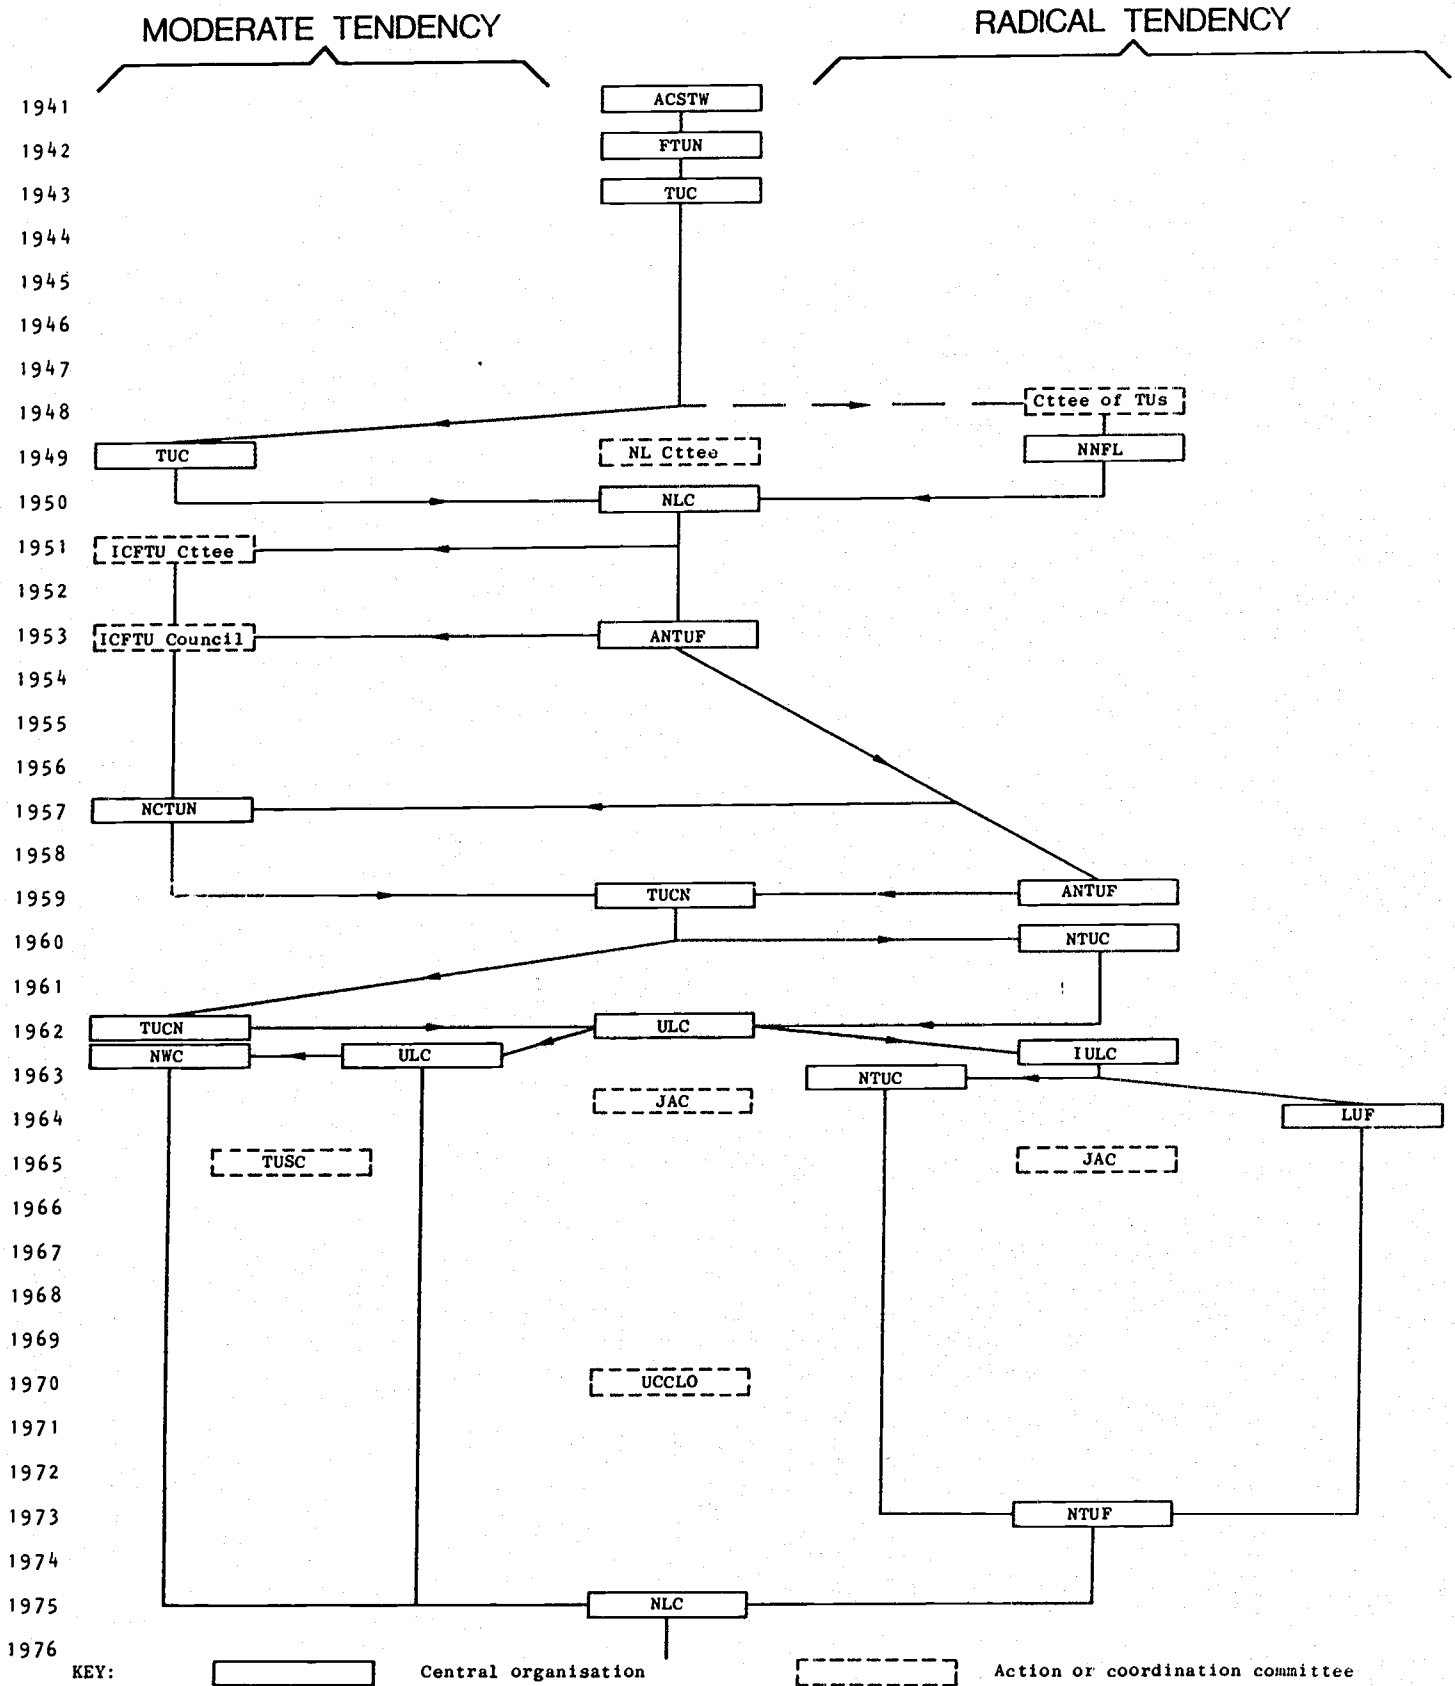 MODERATE TENDENCY
RADICAL TENDENCY
1941
ACSTW
1942
FTUN
1943
TUC
1944
1945
1946
1947
1948
Cttee of TUs
1949
TUC
NL Cttee
NNFL
1950
NLC
1951
ICFTU Cttee
1952
1953
ICFTU Council
ANTUF
1954
1955
1956
1957
NCTUN
1958
1959
TUCN
ANTUF
1960
NTUC
1961
1962
TUCN
ULC
NWC
ULC
IULC
1963
NTUC
JAC
1964
LUF
1965
TUSC
JAC
1966
1967
1968
1969
1970
UCCLO
1971
1972
1973
NTUF
1974
1975
NLC
1976
KEY:
Central organisation
Action or coordination committee